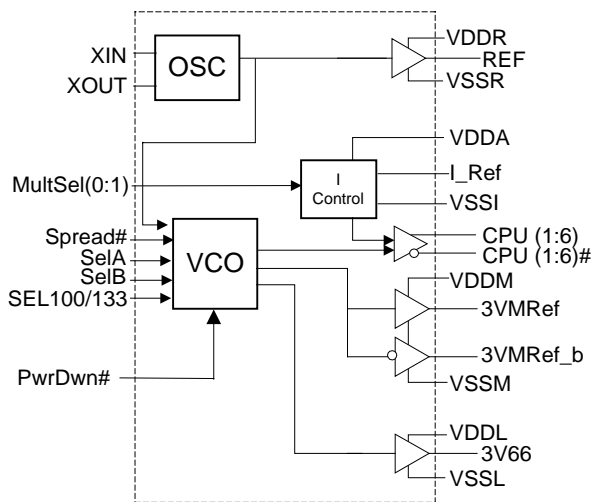 XIN
XOUT
OSC
VDDR
REF
VSSR
VDDA
MultSel(0:1)
I
Control
I_Ref
VSSI
Spread#
SelA
SelB
SEL100/133
VCO
CPU (1:6)
CPU (1:6)#
VDDM
3VMRef
3VMRef_b
VSSM
PwrDwn#
VDDL
3V66
VSSL